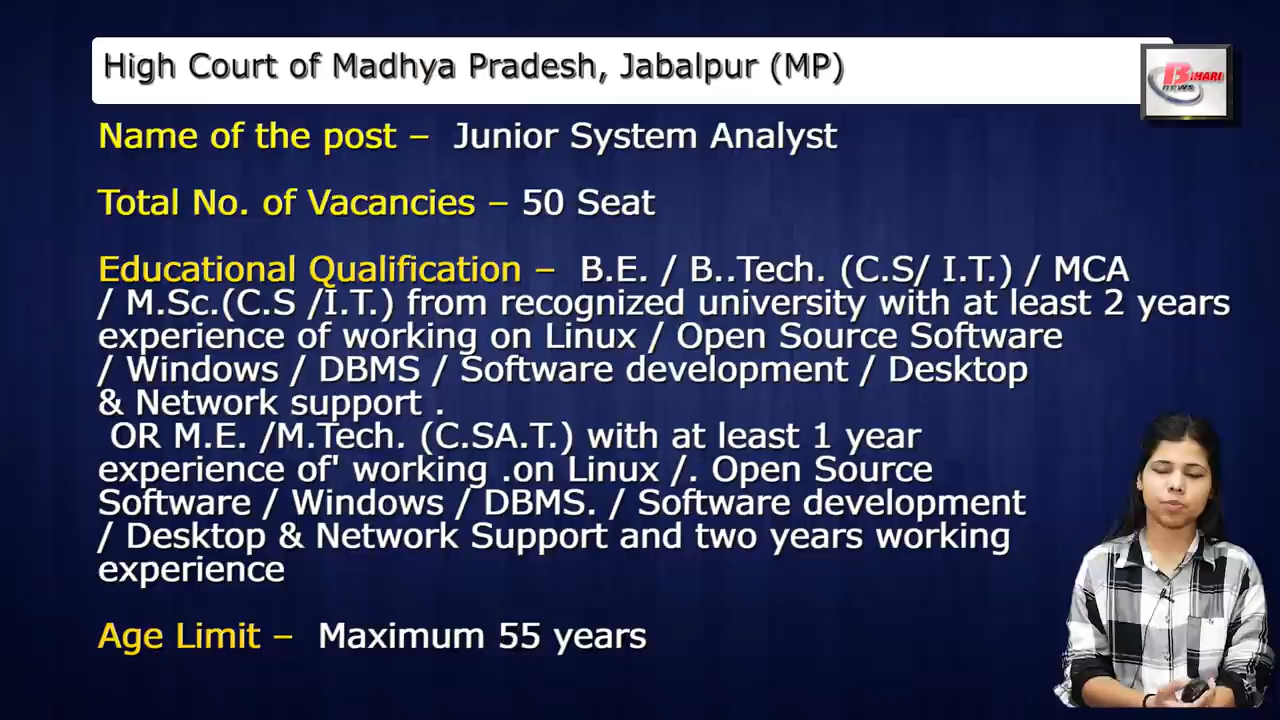 High Court of Madhya Pradesh, Jabalpur (MP)
BIHARI
NEWS
Name of the post – Junior System Analyst
Total No. of Vacancies – 50 Seat
Educational Qualification – B.E. / B..Tech. (C.S/ I.T.) / MCA
/ M.Sc.(C.S /I.T.) from recognized university with at least 2 years
experience of working on Linux / Open Source Software
/ Windows / DBMS / Software development / Desktop
& Network support .
OR M.E. /M.Tech. (C.SA.T.) with at least 1 year
experience of' working .on Linux /. Open Source
Software / Windows / DBMS. / Software development
/ Desktop & Network Support and two years working
experience
Age Limit – Maximum 55 years